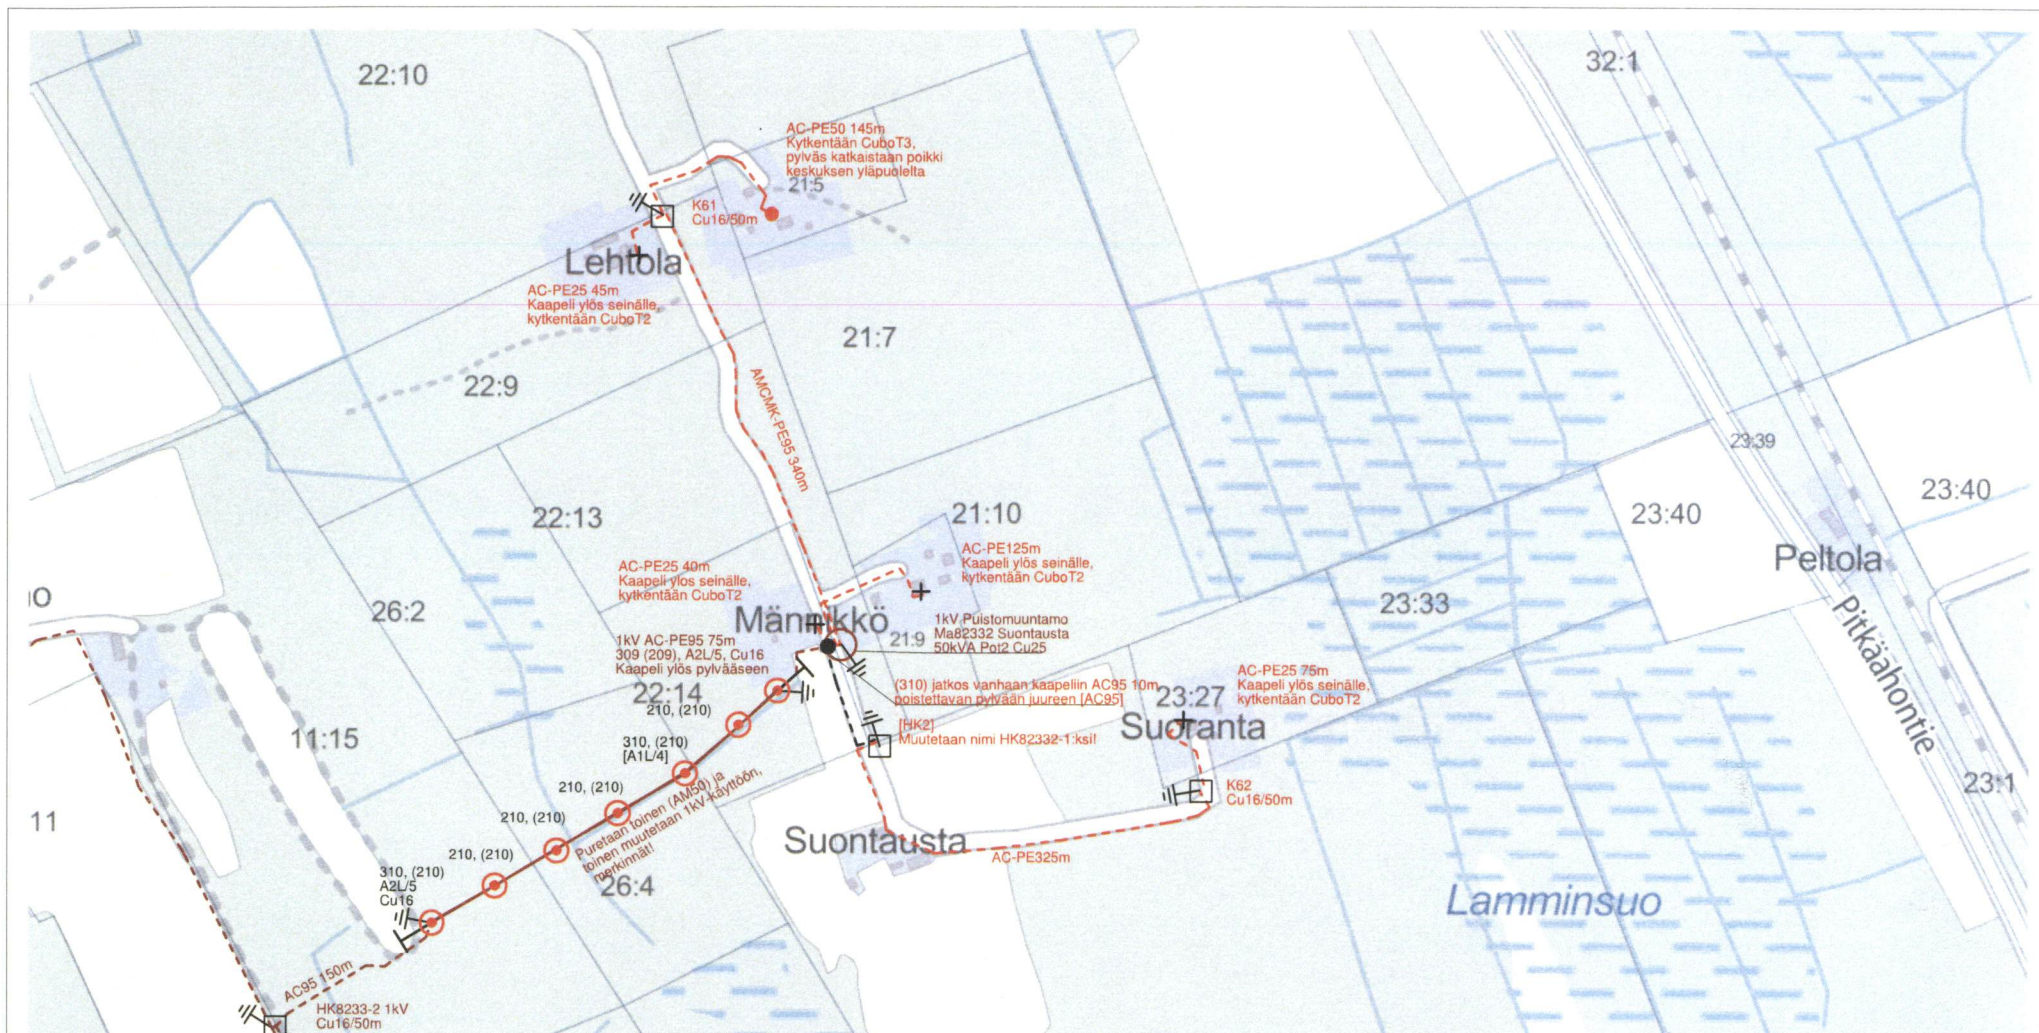 22:10
32:1
AC-PE50 145m
Kytkentään CuboT3,
pylväs katkaistaan poikki
keskuksen yläpuolelta
21:5
K61
Cu16/50m
Lehtola
AC-PE25 45m
Kaapeli ylös seinälle,
kytkentään CuboT2
21:7
22:9
AMCMK-PE95 340m
23:39
23:40
23:40
22:13
21:10
AC-PE125m
Kaapeli ylös seinälle,
kytkentään CuboT2
Peltola
AC-PE25 40m
Kaapeli ylos seinälle,
kytkentään CuboT2
26:2
23:33
Pitkäähontie
Männikkö
21:9
1kV Puistomuuntamo
Ma82332 Suontausta
50kVA Pot2 Cu25
1kV AC-PE95 75m
309 (209), A2L/5, Cu16
Kaapeli ylös pylvääseen
22:14
(310) jatkos vanhaan kaapeliin AC95 10m
poistettavan pylvään juureen [AC95]
23:27
AC-PE25 75m
Kaapeli ylös seinälle,
kytkentään CuboT2
210, (210)
[HK2]
Muutetaan nimi HK82332-1:ksi!
Suoranta
11:15
310, (210)
[A1L/4]
23:1
210, (210)
K62
Cu16/50m
11
210, (210)
Puretaan toinen (AM50) ja
toinen muutetaan 1kV-käyttöön,
merkinnät!
Suontausta
AC-PE325m
210, (210)
310, (210)
A2L/5
Cu16
26:4
Lamminsuo
AC95 150m
HK8233-2 1kV
Cu16/50m